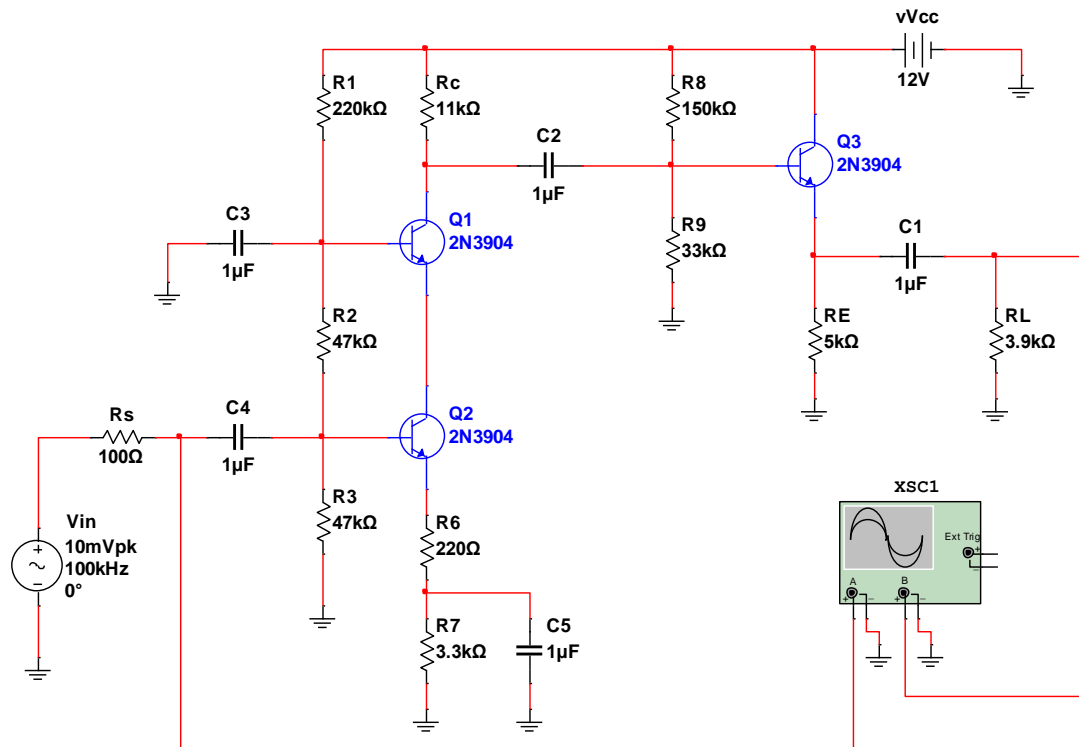 vVcc
12V
R1
220kΩ
Rc
11kΩ
R8
150kΩ
C2
1µF
Q3
2N3904
C3
1µF
Q1
2N3904
R9
33kΩ
C1
1µF
R2
47kΩ
RE
5kΩ
RL
3.9kΩ
Rs
100Ω
C4
1µF
Q2
2N3904
Vin
10mVpk
100kHz
0°
R3
47kΩ
R6
220Ω
R7
3.3kΩ
C5
1µF
XSC1
Ext Trig
+
−
A
B
+
−
+
−
+
−